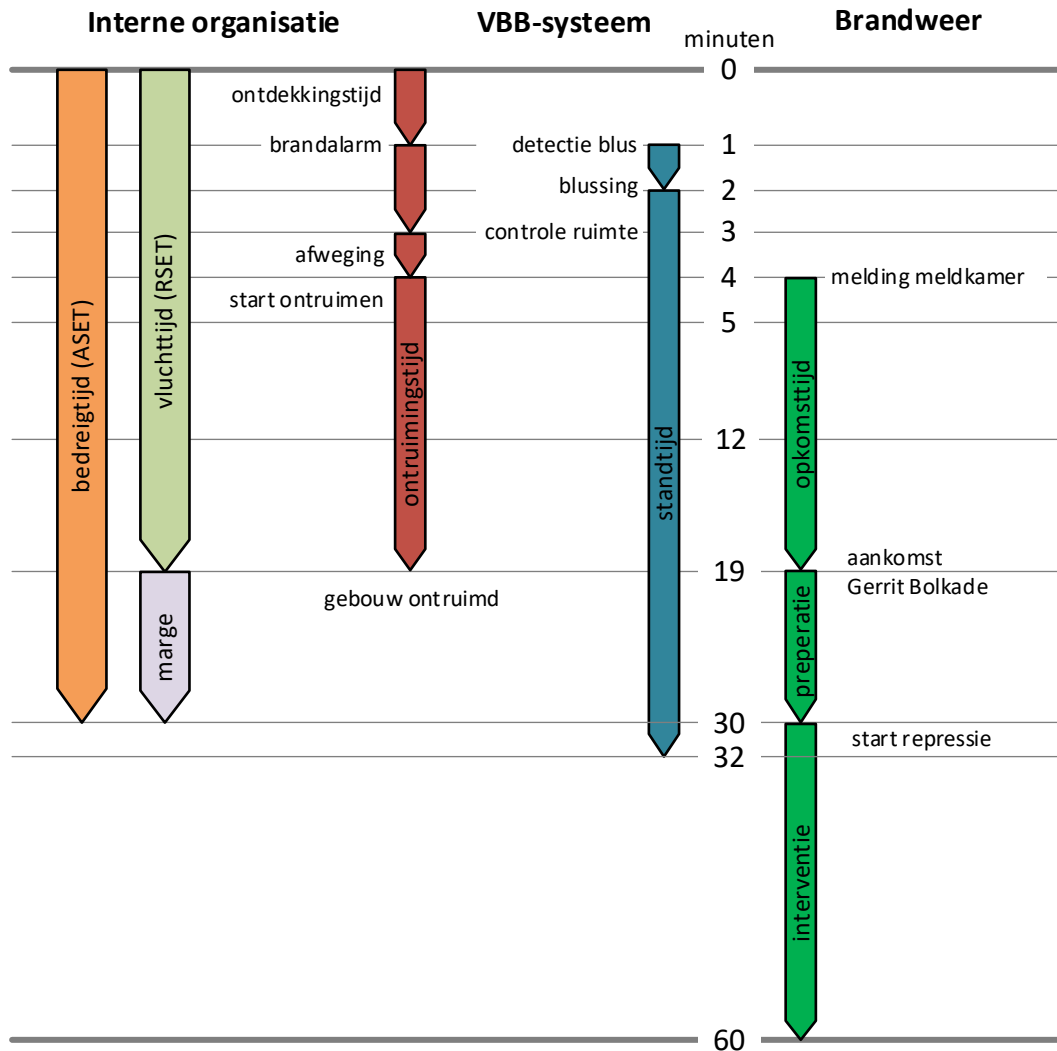 Interne organisatie
VBB-systeem
minuten
Brandweer
0
ontdekkingstijd
brandalarm
detectie blus
1
blussing
2
controle ruimte
3
afweging
4
melding meldkamer
start ontruimen
5
bedreigtijd (ASET)
vluchttijd (RSET)
ontruimingstijd
standtijd
12
opkomsttijd
19
aankomst
Gerrit Bolkade
gebouw ontruimd
marge
preperatie
30
start repressie
32
interventie
60